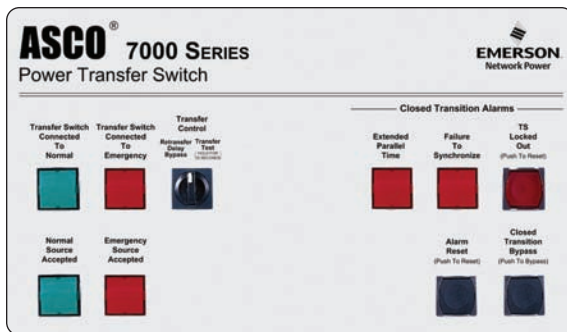 ASCO® 7000 SERIES
Power Transfer Switch
EMERSON
Network Power
Closed Transition Alarms
Transfer Switch
Connected
To
Normal
Transfer Switch
Connected
To
Emergency
Transfer
Control
Retransfer
Delay
Bypass
Transfer
Test
Extended
Parallel
Time
Failure
To
Synchronize
TS
Locked
Out
(Push To Reset)
Normal
Source
Accepted
Emergency
Source
Accepted
Alarm
Reset
(Push To Reset)
Closed
Transition
Bypass
(Push To Bypass)